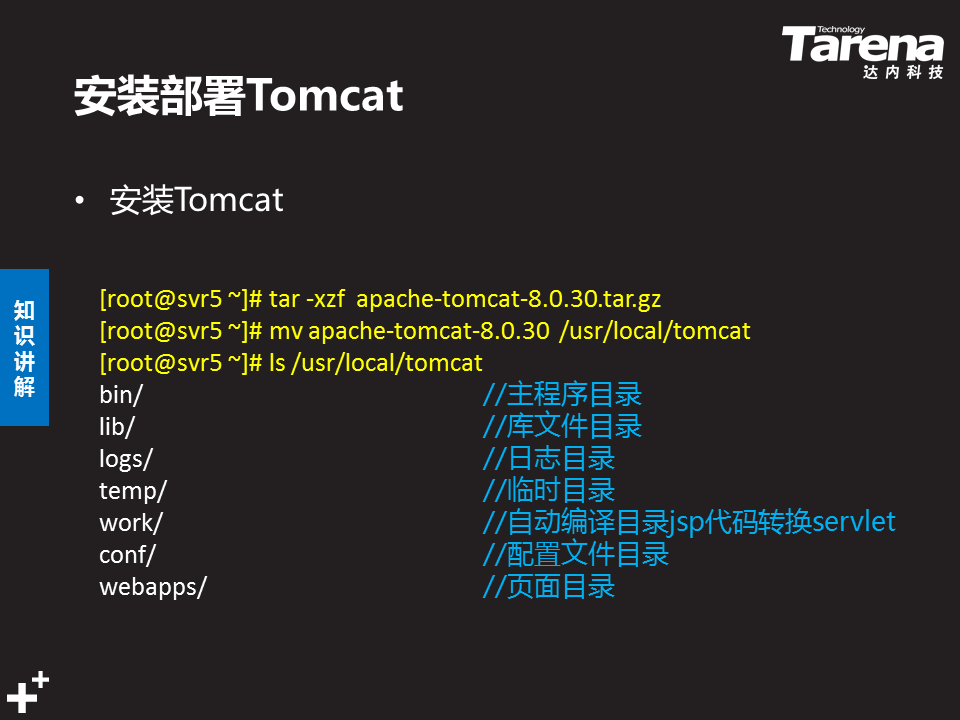 Technology
Tarena
达内科技
安装部署Tomcat
• 安装Tomcat
知识讲解
[root@svr5 ~]# tar -xzf  apache-tomcat-8.0.30.tar.gz
[root@svr5 ~]# mv apache-tomcat-8.0.30  /usr/local/tomcat
[root@svr5 ~]# ls /usr/local/tomcat
bin/ //主程序目录
lib/ //库文件目录
logs/ //日志目录
temp/ //临时目录
work/ //自动编译目录jsp代码转换servlet
conf/ //配置文件目录
webapps/ //页面目录